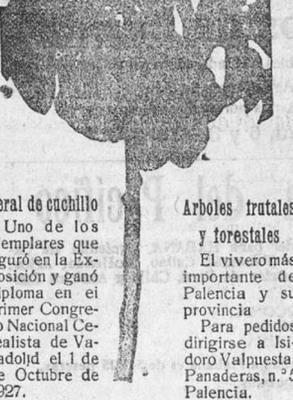 eral de cuchillo
Uno de los
emplares que
guró en la Ex-
osición y ganó
iploma en el
rimer Congre-
o Nacional Ce-
ealista de Va-
adolid el 1 de
de Octubre de
927.
Arboles frutales
y forestales
El vivero más
importante de
Palencia y su
provincia
Para pedidos
dirigirse a Isi-
doro Valpuesta
Panaderas, n.º 5
Palencia.